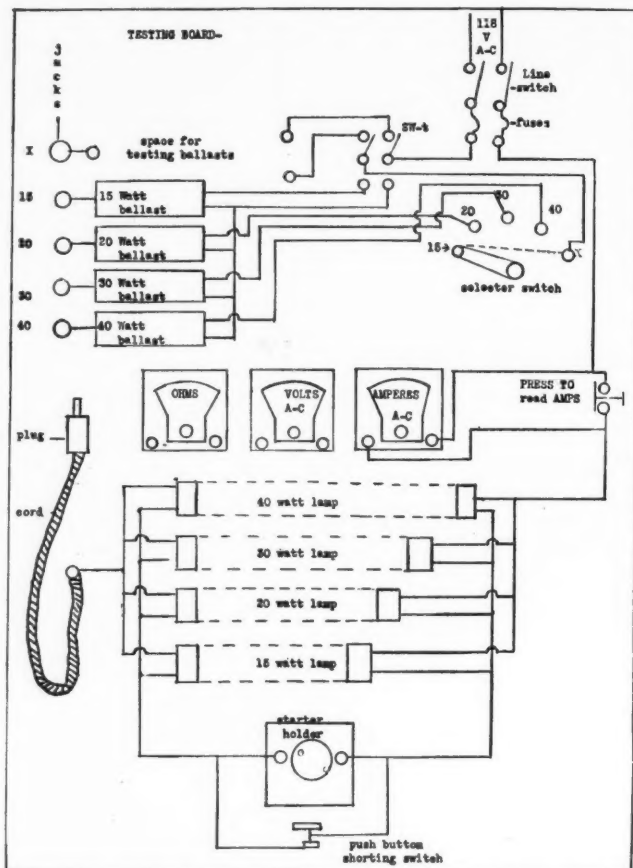 TESTING BOARD-
Jacks
118
V
A-C
Line
-switch
-fuses
SW-t
X
space for
testing ballasts
15
15 Watt
ballast
20
20 Watt
ballast
30
30 Watt
ballast
40
40 Watt
ballast
20
30
40
15
X
selecter switch
OHMS
VOLTS
A-C
AMPERES
A-C
PRESS TO
read AMPS
plug
cord
40 watt lamp
30 watt lamp
20 watt lamp
15 watt lamp
starter
holder
push button
shorting switch